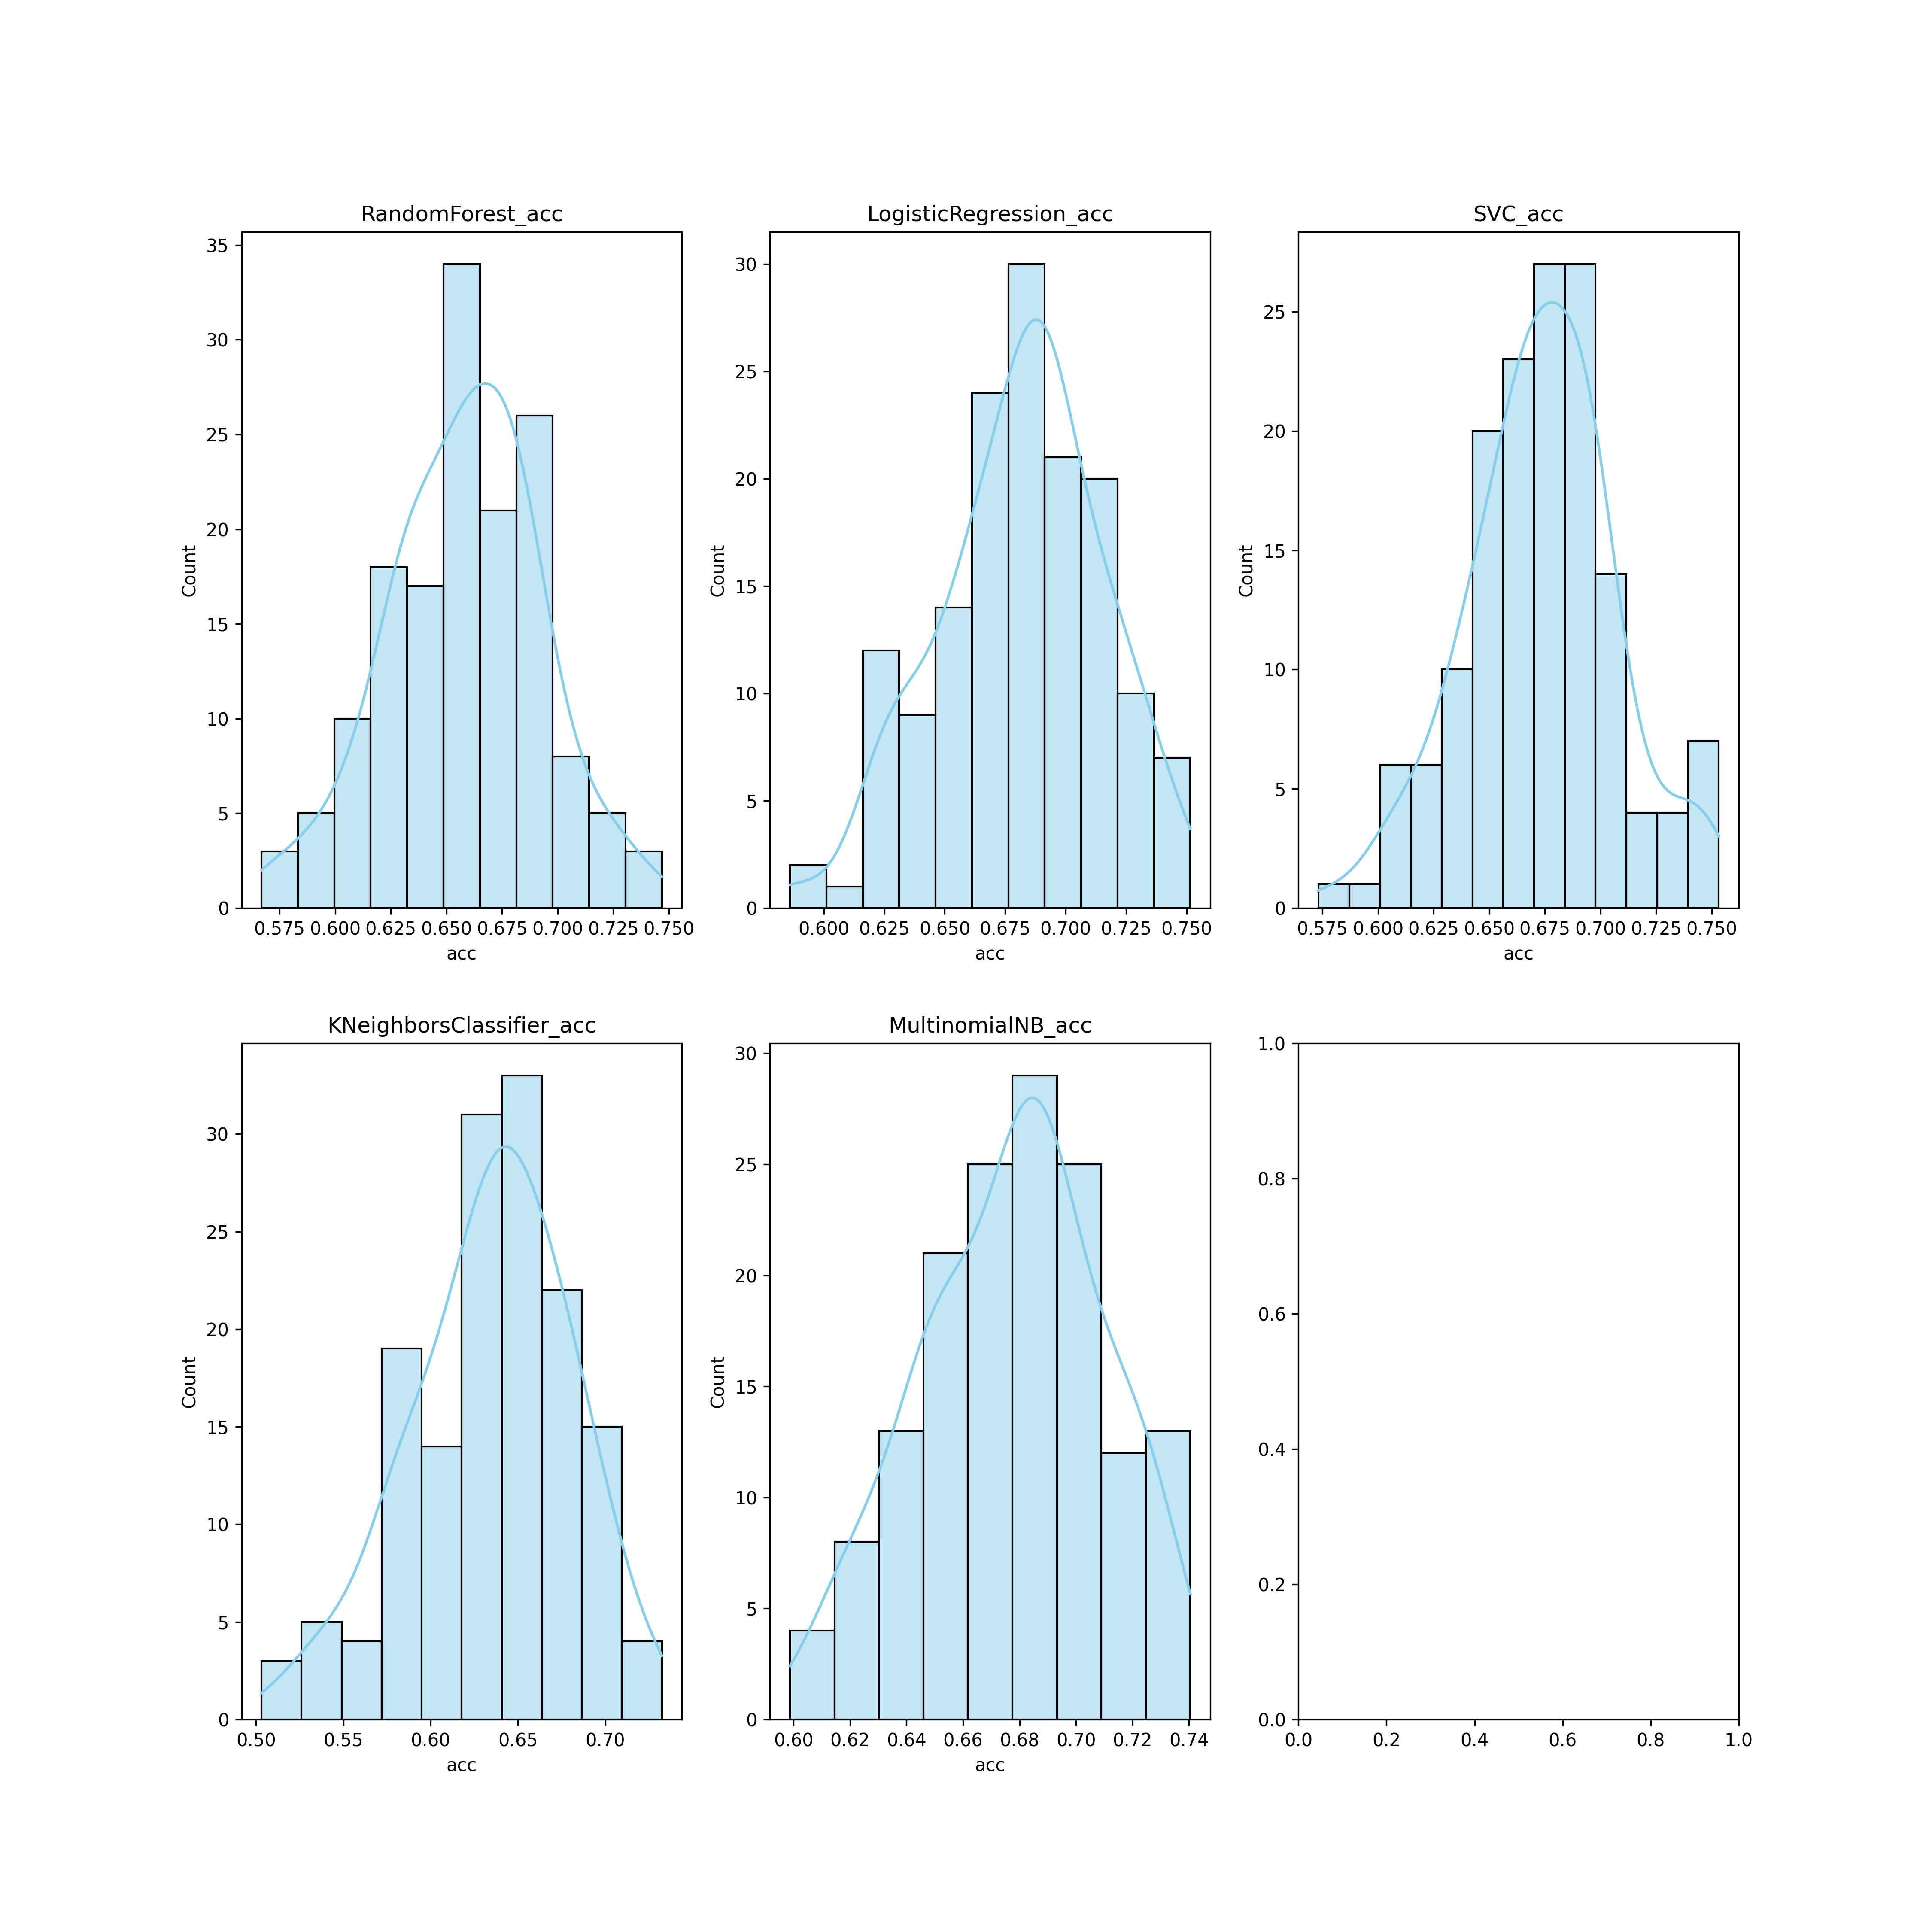 RandomForest_acc
35
30
25
20
15
10
5
0
Count
0.575 0.600 0.625 0.650 0.675 0.700 0.725 0.750
acc
LogisticRegression_acc
30
25
20
15
10
5
0
Count
0.600 0.625 0.650 0.675 0.700 0.725 0.750
acc
SVC_acc
25
20
15
10
5
0
Count
0.575 0.600 0.625 0.650 0.675 0.700 0.725 0.750
acc
KNeighborsClassifier_acc
30
25
20
15
10
5
0
Count
0.50 0.55 0.60 0.65 0.70
acc
MultinomialNB_acc
30
25
20
15
10
5
0
Count
0.60 0.62 0.64 0.66 0.68 0.70 0.72 0.74
acc
1.0
0.8
0.6
0.4
0.2
0.0
0.0 0.2 0.4 0.6 0.8 1.0